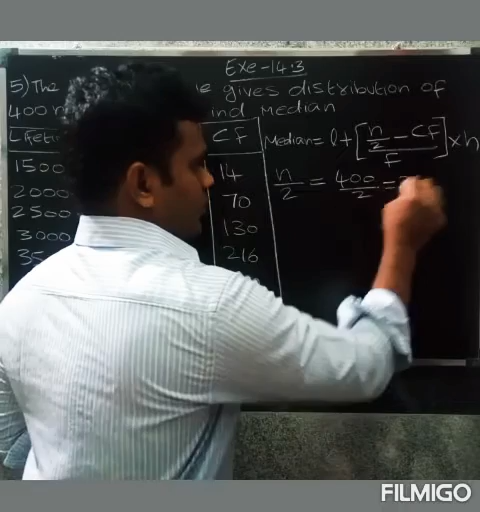 Exe-14.3
5) The gives distribution of
400 ind Median
CF Median = l + [n/2 - Cf / F] × h
1500 14 n/2 = 400/2 =
2000 70
2500 130
3000 216
35
FILMIGO